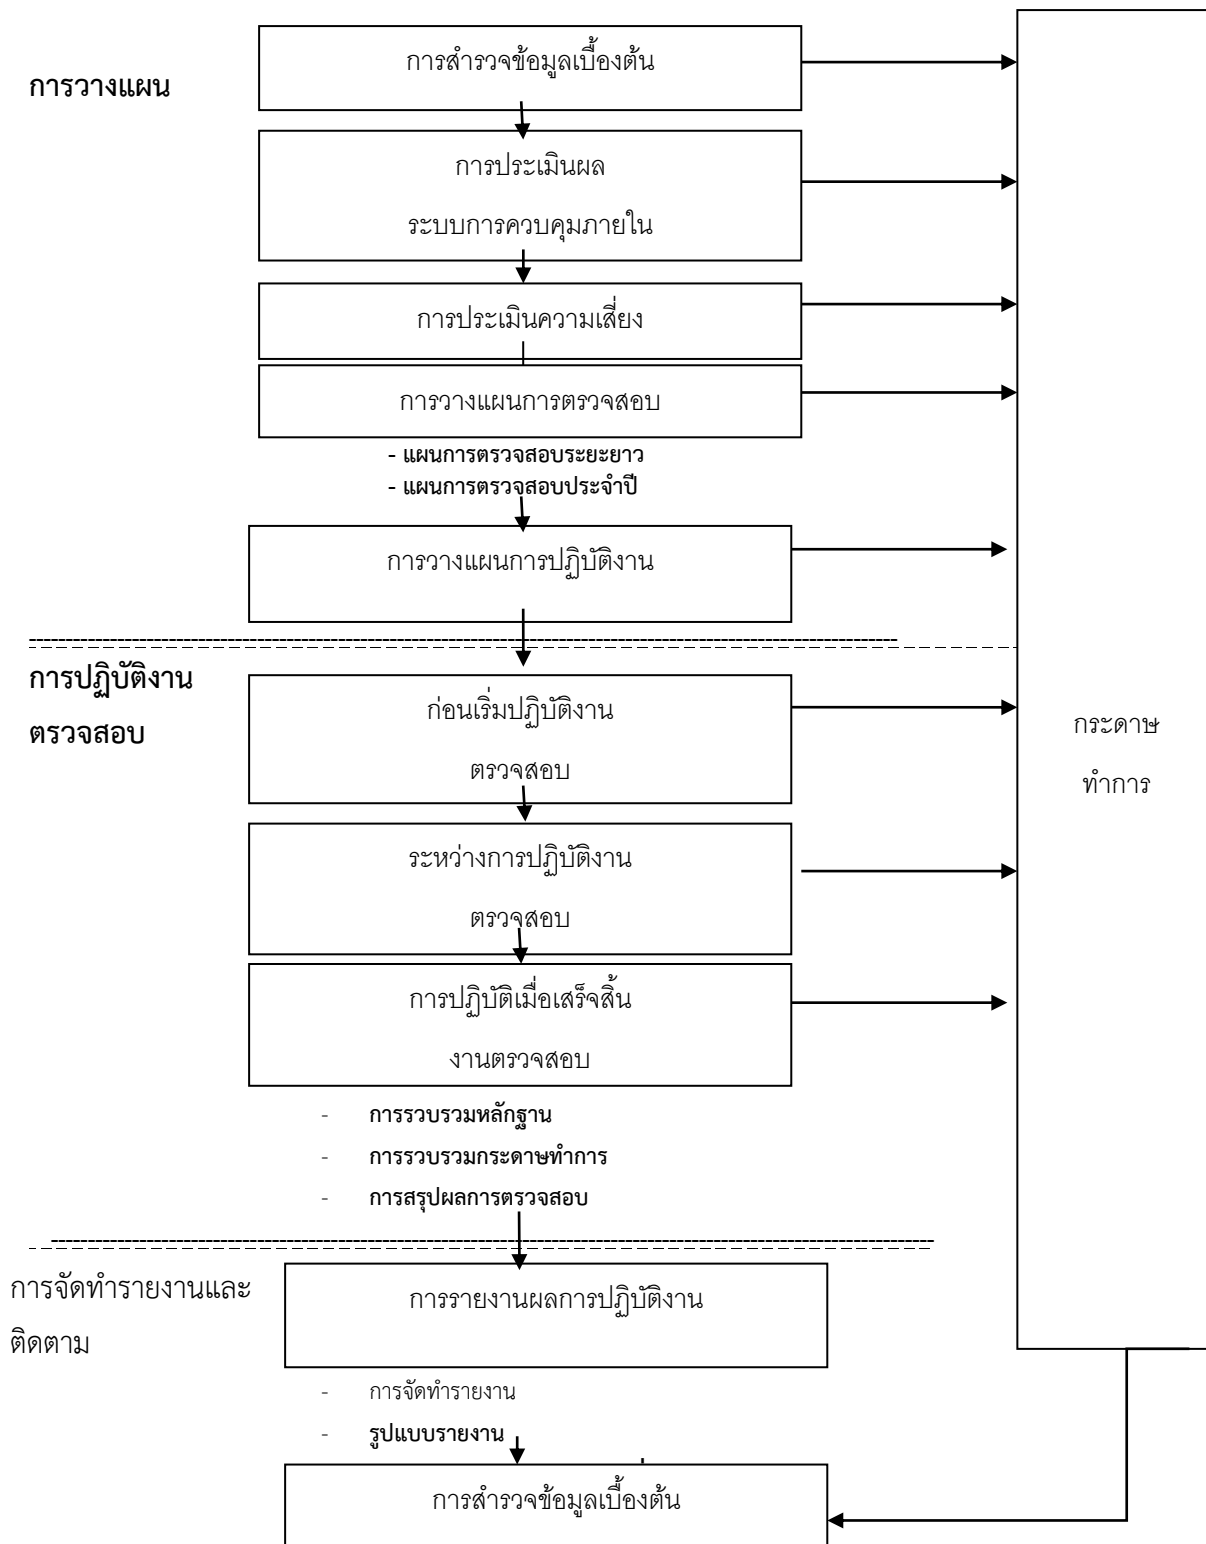 การวางแผน
การสำรวจข้อมูลเบื้องต้น
การประเมินผล
ระบบการควบคุมภายใน
การประเมินความเสี่ยง
การวางแผนการตรวจสอบ
- แผนการตรวจสอบระยะยาว
- แผนการตรวจสอบประจำปี
การวางแผนการปฏิบัติงาน
การปฏิบัติงาน
ตรวจสอบ
ก่อนเริ่มปฏิบัติงาน
ตรวจสอบ
ระหว่างการปฏิบัติงาน
ตรวจสอบ
การปฏิบัติเมื่อเสร็จสิ้น
งานตรวจสอบ
- การรวบรวมหลักฐาน
- การรวบรวมกระดาษทำการ
- การสรุปผลการตรวจสอบ
กระดาษ
ทำการ
การจัดทำรายงานและ
ติดตาม
การรายงานผลการปฏิบัติงาน
- การจัดทำรายงาน
- รูปแบบรายงาน
การสำรวจข้อมูลเบื้องต้น